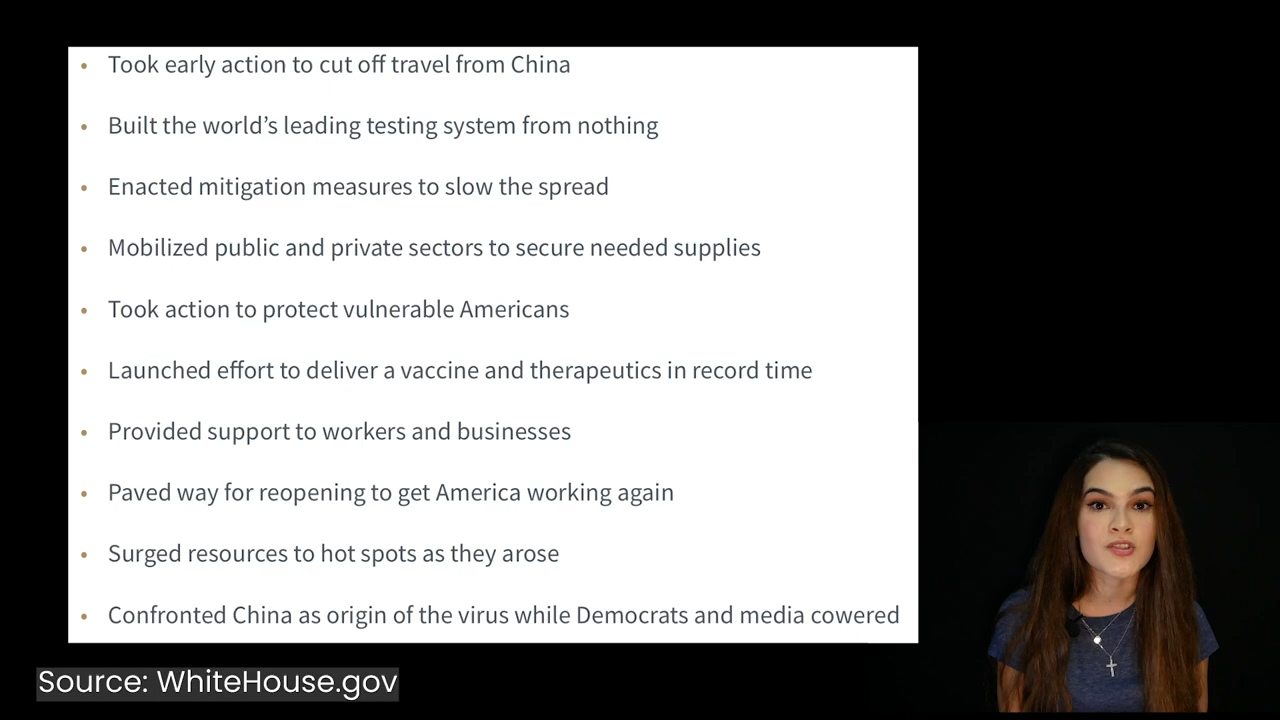 • Took early action to cut off travel from China
• Built the world’s leading testing system from nothing
• Enacted mitigation measures to slow the spread
• Mobilized public and private sectors to secure needed supplies
• Took action to protect vulnerable Americans
• Launched effort to deliver a vaccine and therapeutics in record time
• Provided support to workers and businesses
• Paved way for reopening to get America working again
• Surged resources to hot spots as they arose
• Confronted China as origin of the virus while Democrats and media cowered
Source: WhiteHouse.gov